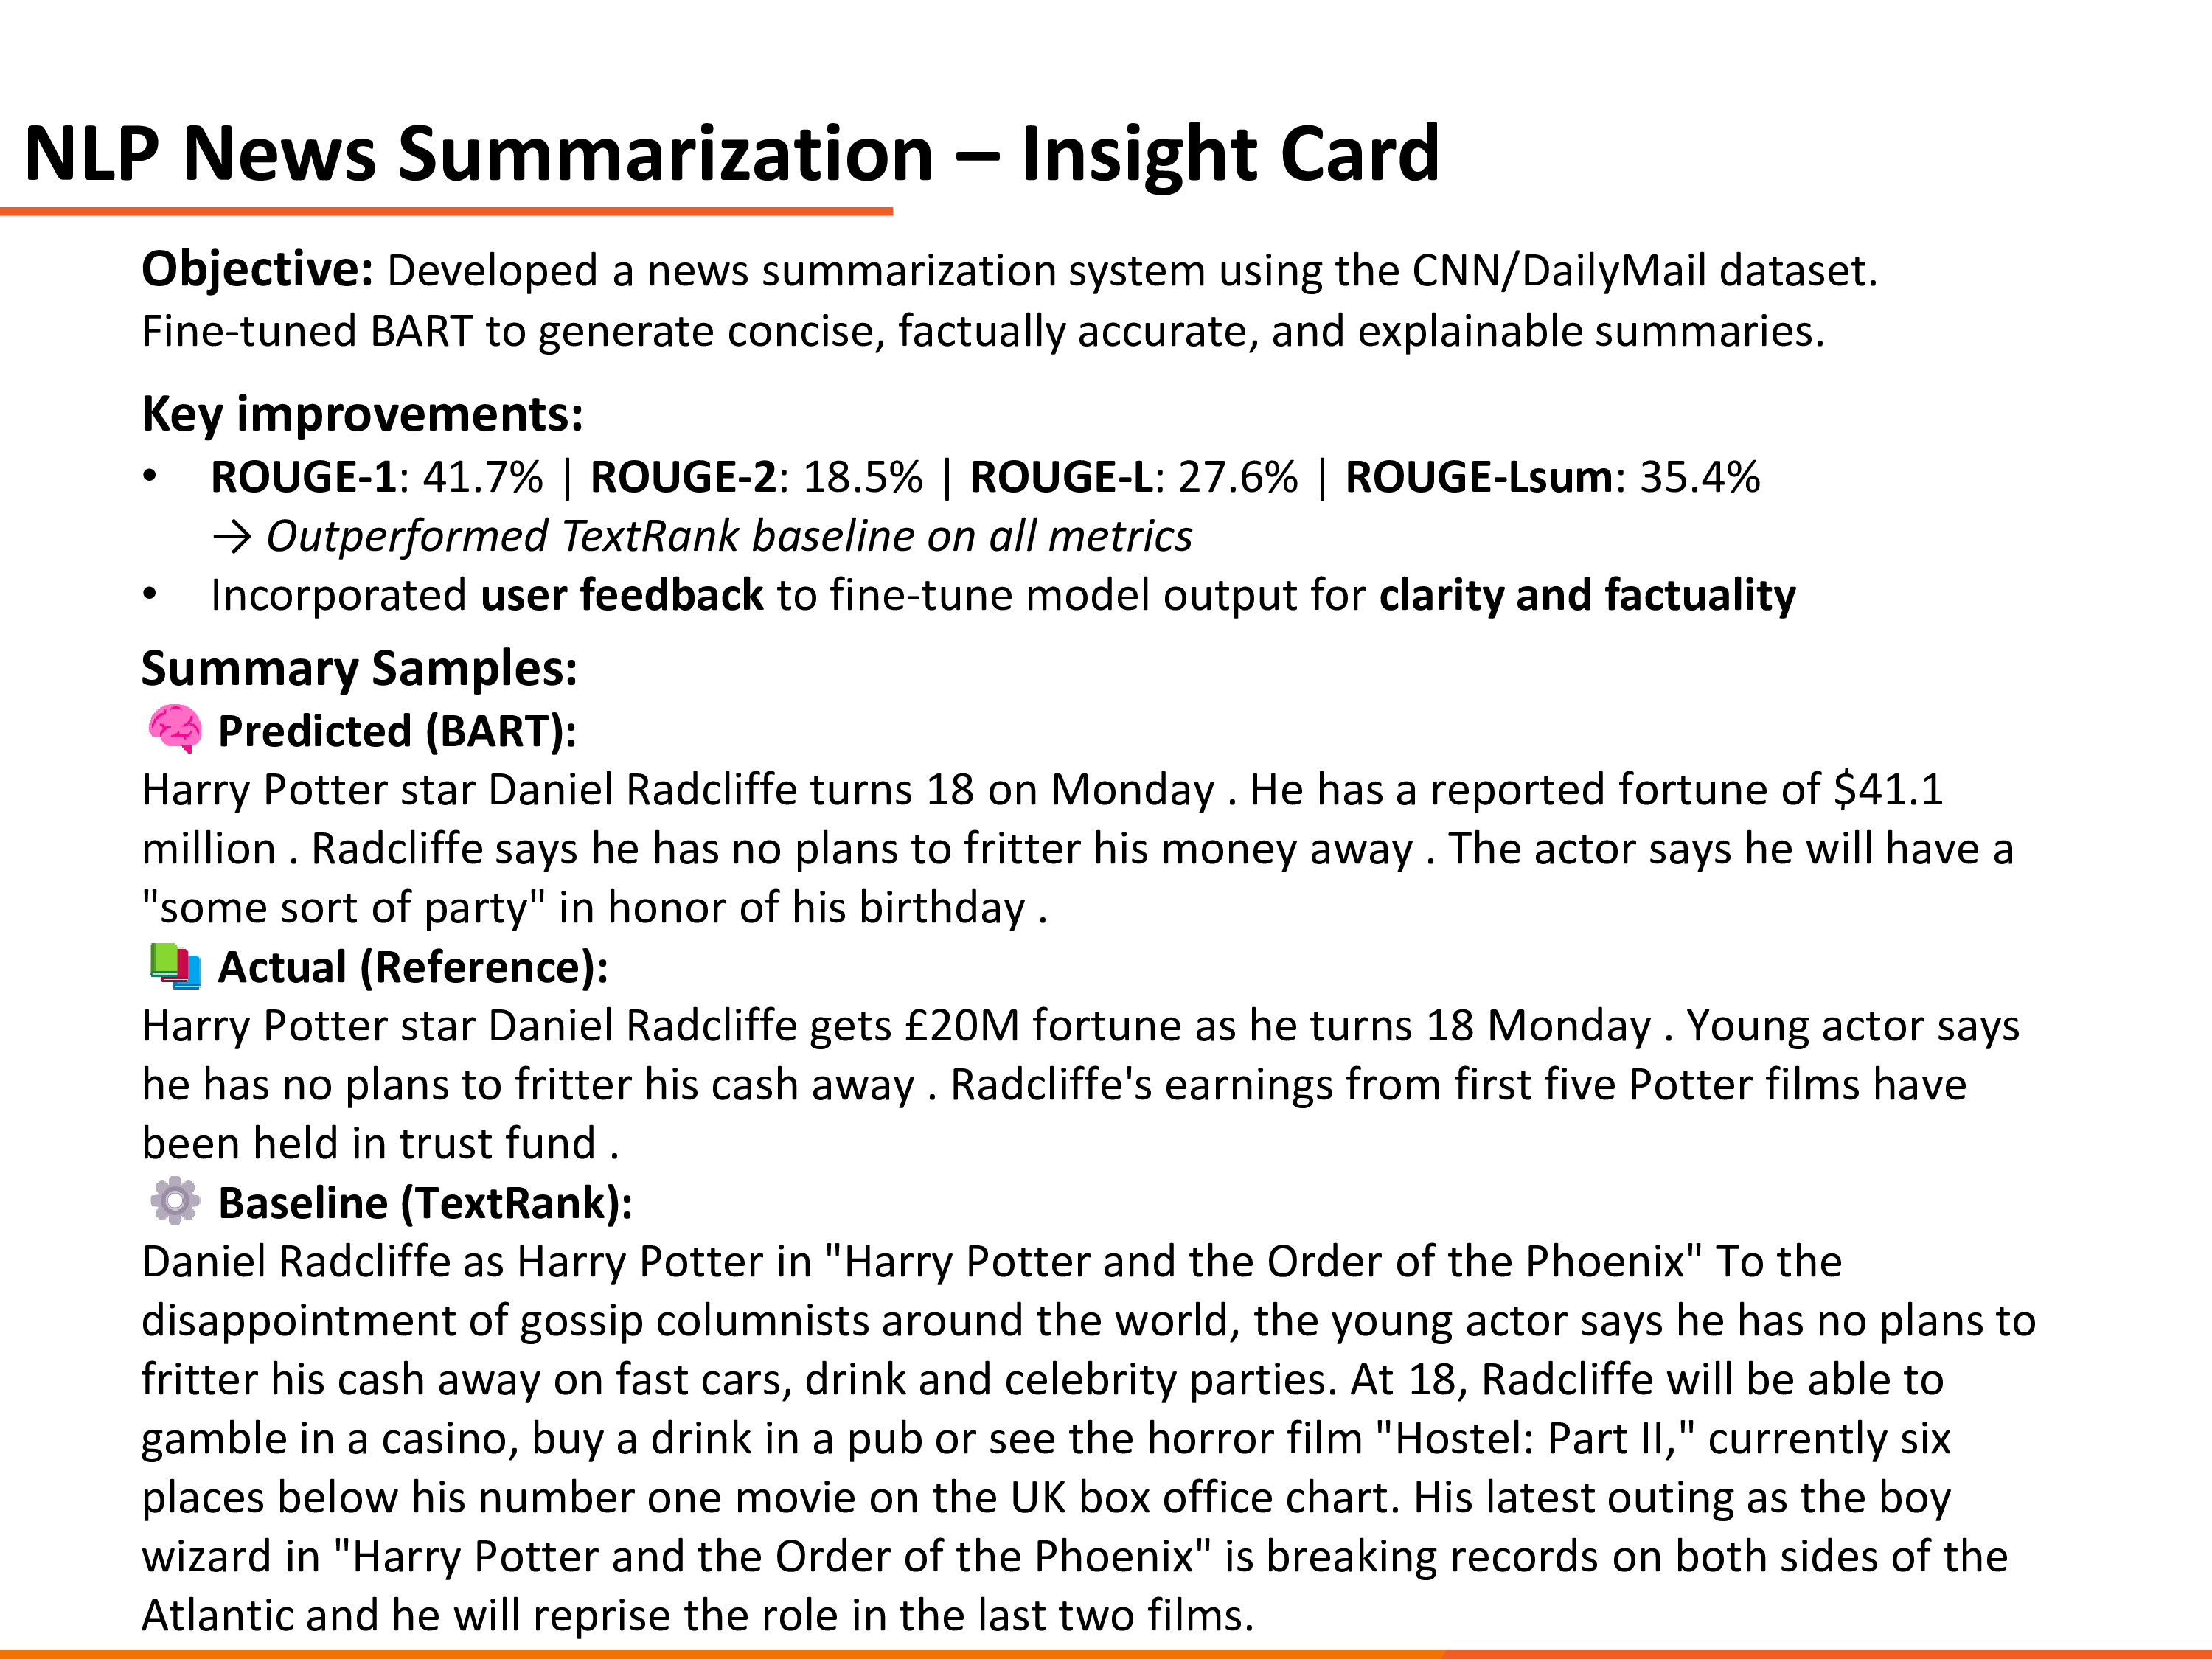 NLP News Summarization – Insight Card
Objective: Developed a news summarization system using the CNN/DailyMail dataset.
Fine-tuned BART to generate concise, factually accurate, and explainable summaries.
Key improvements:
• ROUGE-1: 41.7% | ROUGE-2: 18.5% | ROUGE-L: 27.6% | ROUGE-Lsum: 35.4%
→ Outperformed TextRank baseline on all metrics
• Incorporated user feedback to fine-tune model output for clarity and factuality
Summary Samples:
🧠 Predicted (BART):
Harry Potter star Daniel Radcliffe turns 18 on Monday . He has a reported fortune of $41.1
million . Radcliffe says he has no plans to fritter his money away . The actor says he will have a
"some sort of party" in honor of his birthday .
📚 Actual (Reference):
Harry Potter star Daniel Radcliffe gets £20M fortune as he turns 18 Monday . Young actor says
he has no plans to fritter his cash away . Radcliffe's earnings from first five Potter films have
been held in trust fund .
⚙️ Baseline (TextRank):
Daniel Radcliffe as Harry Potter in "Harry Potter and the Order of the Phoenix" To the
disappointment of gossip columnists around the world, the young actor says he has no plans to
fritter his cash away on fast cars, drink and celebrity parties. At 18, Radcliffe will be able to
gamble in a casino, buy a drink in a pub or see the horror film "Hostel: Part II," currently six
places below his number one movie on the UK box office chart. His latest outing as the boy
wizard in "Harry Potter and the Order of the Phoenix" is breaking records on both sides of the
Atlantic and he will reprise the role in the last two films.